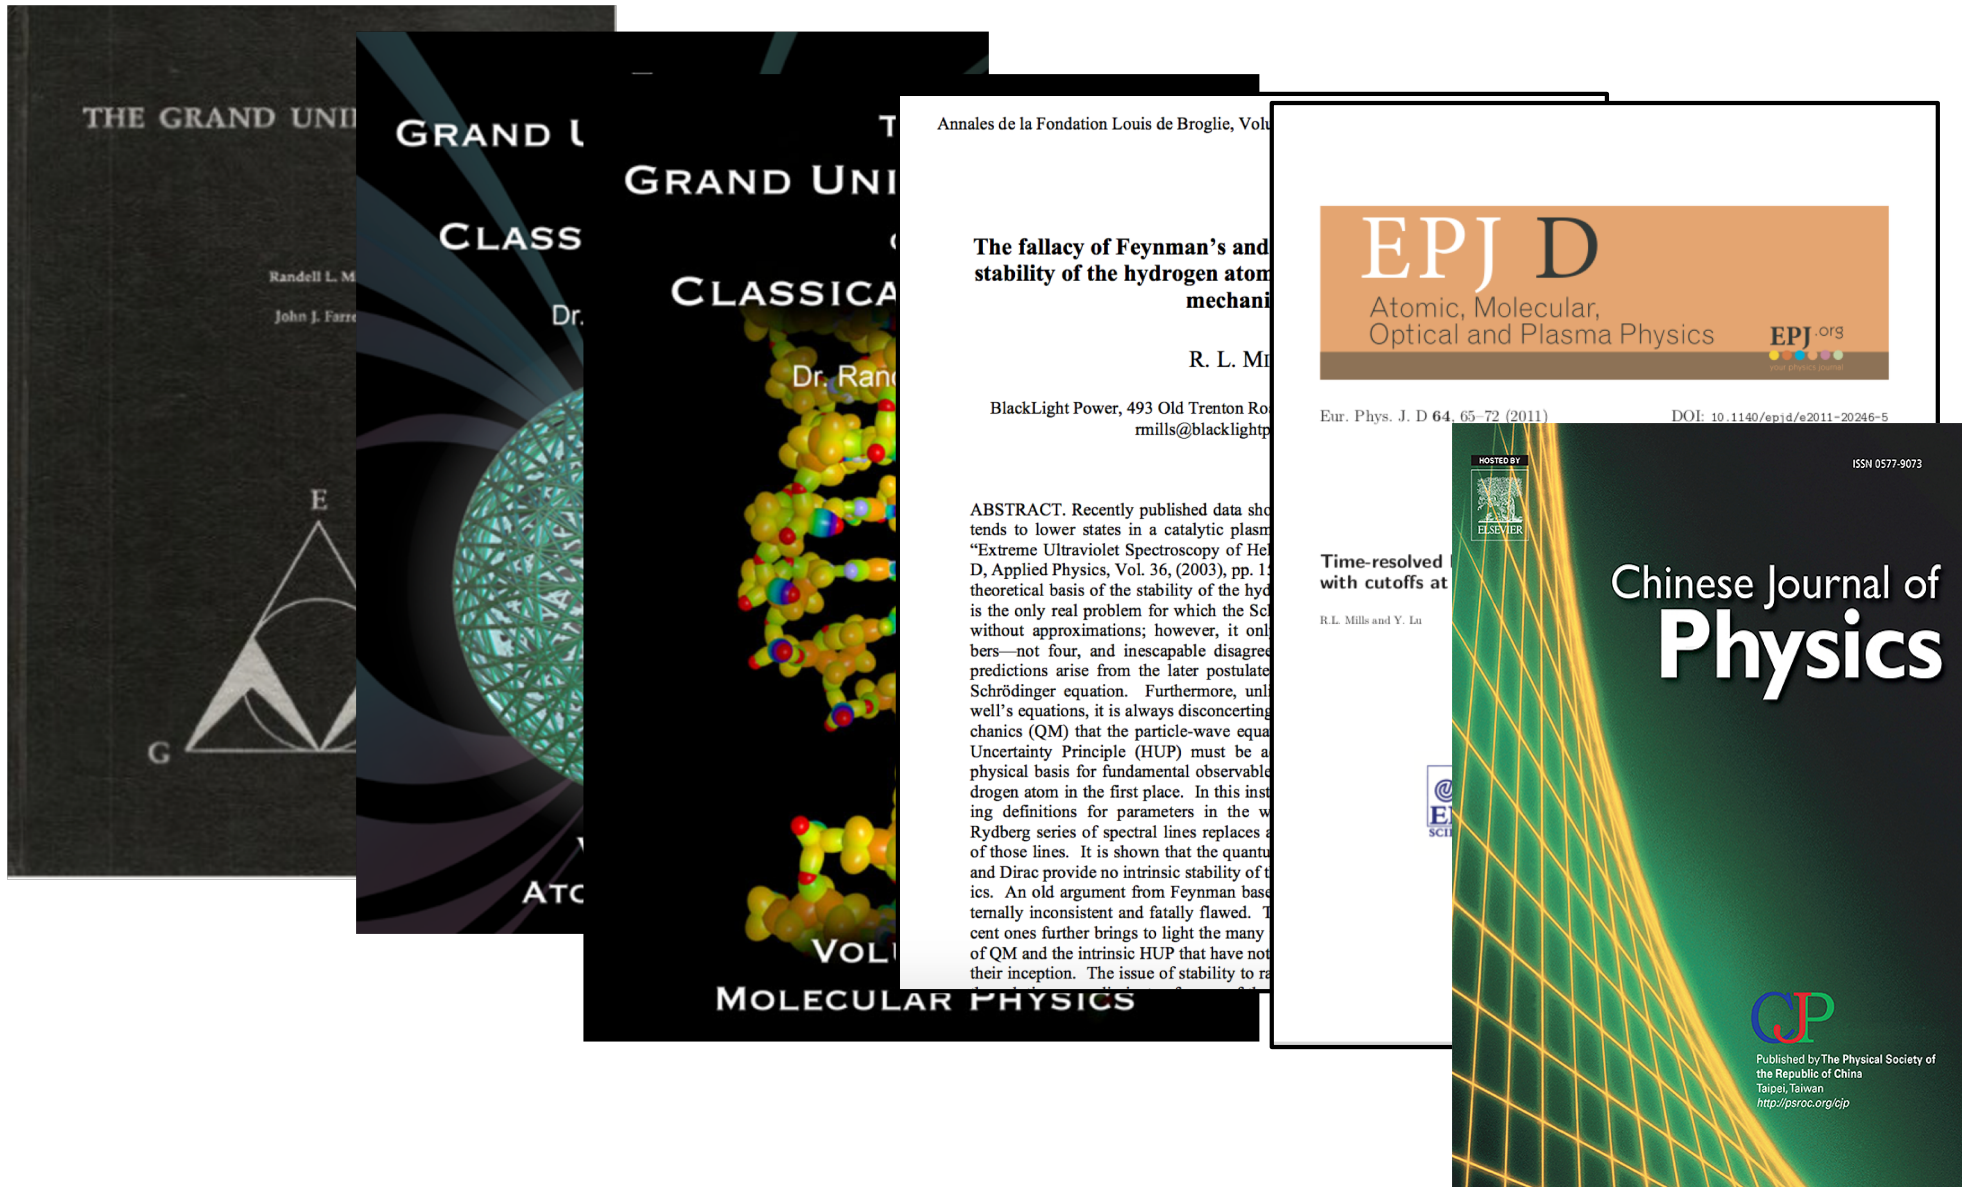 THE GRAND UNI
Randell L. M
John J. Farre
E
G
GRAND U
CLASS
Dr.
V
ATO
T
GRAND UNI
CLASSICA
Dr. Rand
VOLU
MOLECULAR PHYSICS
Annales de la Fondation Louis de Broglie, Volu
The fallacy of Feynman's and
stability of the hydrogen atom
mechani
R. L. MI
BlackLight Power, 493 Old Trenton Ro
rmills@blacklightp
ABSTRACT. Recently published data sho
tends to lower states in a catalytic plasm
“Extreme Ultraviolet Spectroscopy of Hel
D, Applied Physics, Vol. 36, (2003), pp. 15
theoretical basis of the stability of the hyd
is the only real problem for which the Sch
without approximations; however, it only
bers—not four, and inescapable disagree
predictions arise from the later postulate
Schrödinger equation. Furthermore, unli
well's equations, it is always disconcerting
chanics (QM) that the particle-wave equa
Uncertainty Principle (HUP) must be a
physical basis for fundamental observable
drogen atom in the first place. In this inst
ing definitions for parameters in the w
Rydberg series of spectral lines replaces a
of those lines. It is shown that the quantu
and Dirac provide no intrinsic stability of t
ics. An old argument from Feynman base
ternally inconsistent and fatally flawed. T
cent ones further brings to light the many
of QM and the intrinsic HUP that have not
their inception. The issue of stability to ra
EPJ D
Atomic, Molecular,
Optical and Plasma Physics
EPJ.org
your physics journal
Eur. Phys. J. D 64, 65–72 (2011)
DOI: 10.1140/epjd/e2011-20246-5
Time-resolved
with cutoffs at
R.L. Mills and Y. Lu
SCI
HOSTED BY
ELSEVIER
ISSN 0577-9073
Chinese Journal of
Physics
CJP
Published by The Physical Society of
the Republic of China
Taipei, Taiwan
http://psroc.org/cjp